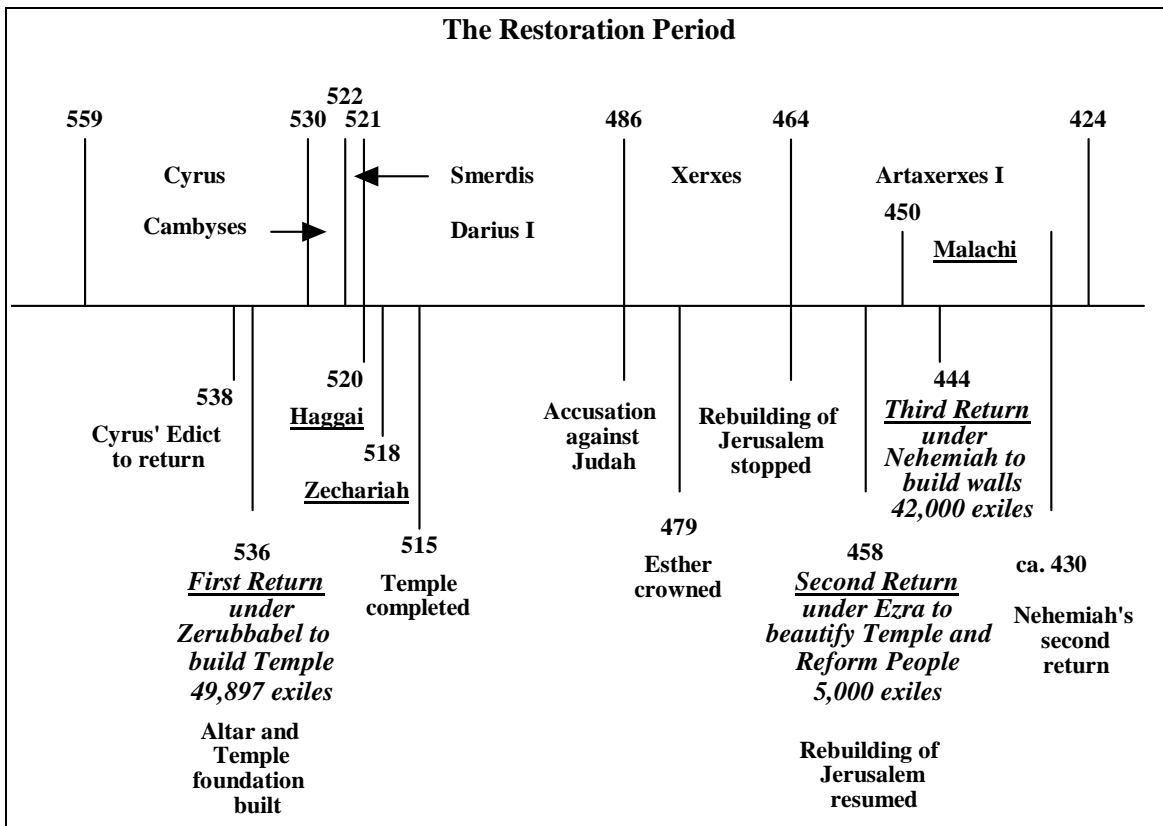 The Restoration Period
522
559 530 521 486 464 424
Cyrus Smerdis Xerxes Artaxerxes I
Cambyses Darius I 450
Malachi
538
Cyrus' Edict
to return
520
Haggai
518
Zechariah
536
First Return
under
Zerubbabel to
build Temple
49,897 exiles
Altar and
Temple
foundation
built
515
Temple
completed
Accusation
against
Judah
479
Esther
crowned
Rebuilding of
Jerusalem
stopped
458
Second Return
under Ezra to
beautify Temple and
Reform People
5,000 exiles
Rebuilding of
Jerusalem
resumed
444
Third Return
under
Nehemiah to
build walls
42,000 exiles
ca. 430
Nehemiah's
second
return